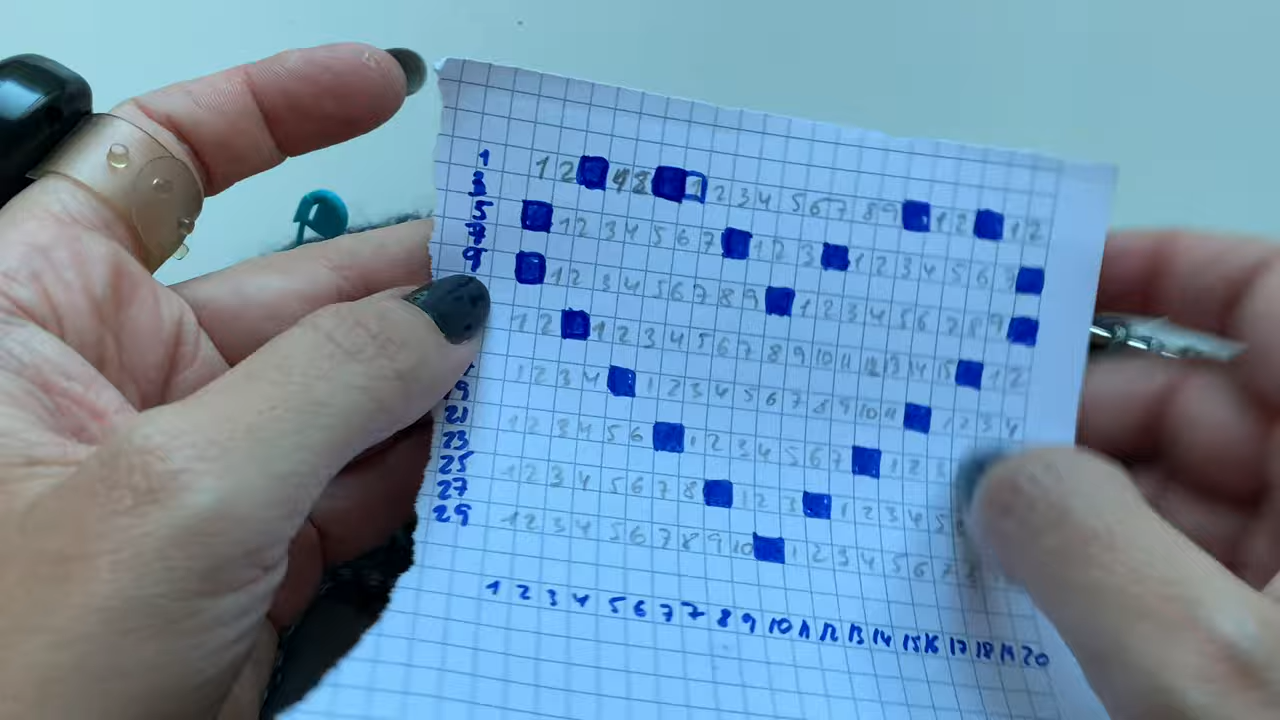 1 1 2 1 2 3 4 5 6 7 8 9 1 2 1 2
3
5 1 2 3 4 5 6 7 1 2 3 1 2 3 4 5 6 7
7
9 1 2 3 4 5 6 7 8 9 1 2 3 4 5 6 7 8 9
1 2 1 2 3 4 5 6 7 8 9 10 11 12 13 14 15 1 2
1 2 3 4 1 2 3 4 5 6 7 8 9 10 11 1 2 3 4
19
21 1 2 3 4 5 6 1 2 3 4 5 6 7 1 2 3
23
25 1 2 3 4 5 6 7 8 1 2 3 1 2 3 4 5
27
29 1 2 3 4 5 6 7 8 9 10 1 2 3 4 5 6 7
1 2 3 4 5 6 7 7 8 9 10 11 12 13 14 15 16 17 18 19 20